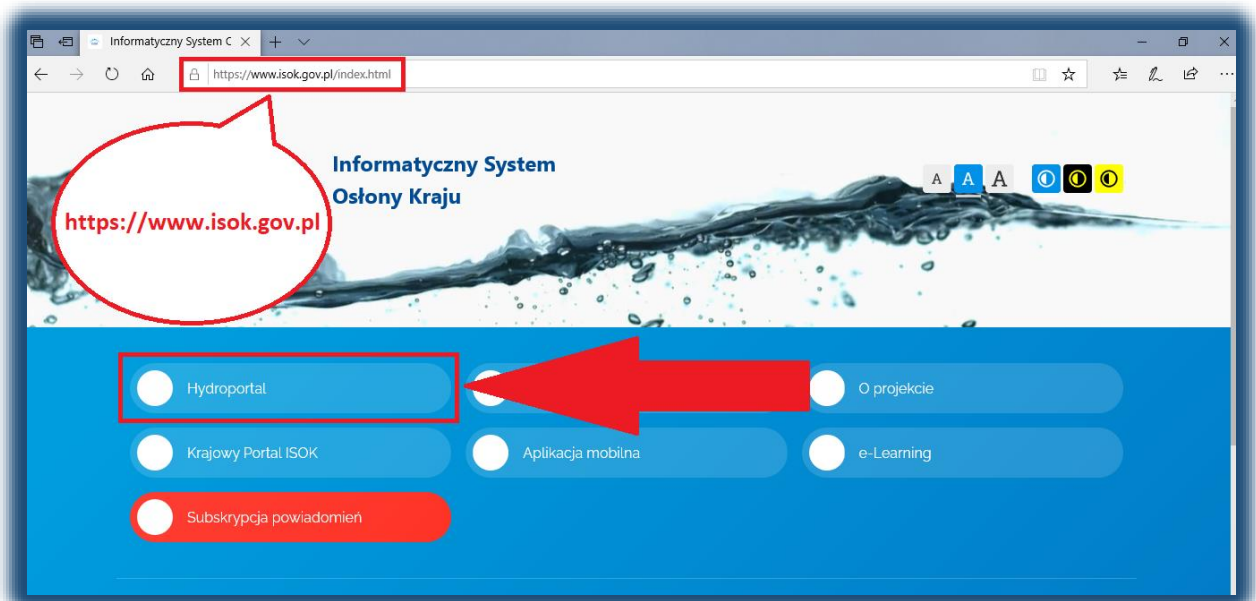 Informatyczny System C
https://www.isok.gov.pl/index.html
Informatyczny System
Osłony Kraju
A A A
https://www.isok.gov.pl
Hydroportal
O projekcie
Krajowy Portal ISOK
Aplikacja mobilna
e-Learning
Subskrypcja powiadomień